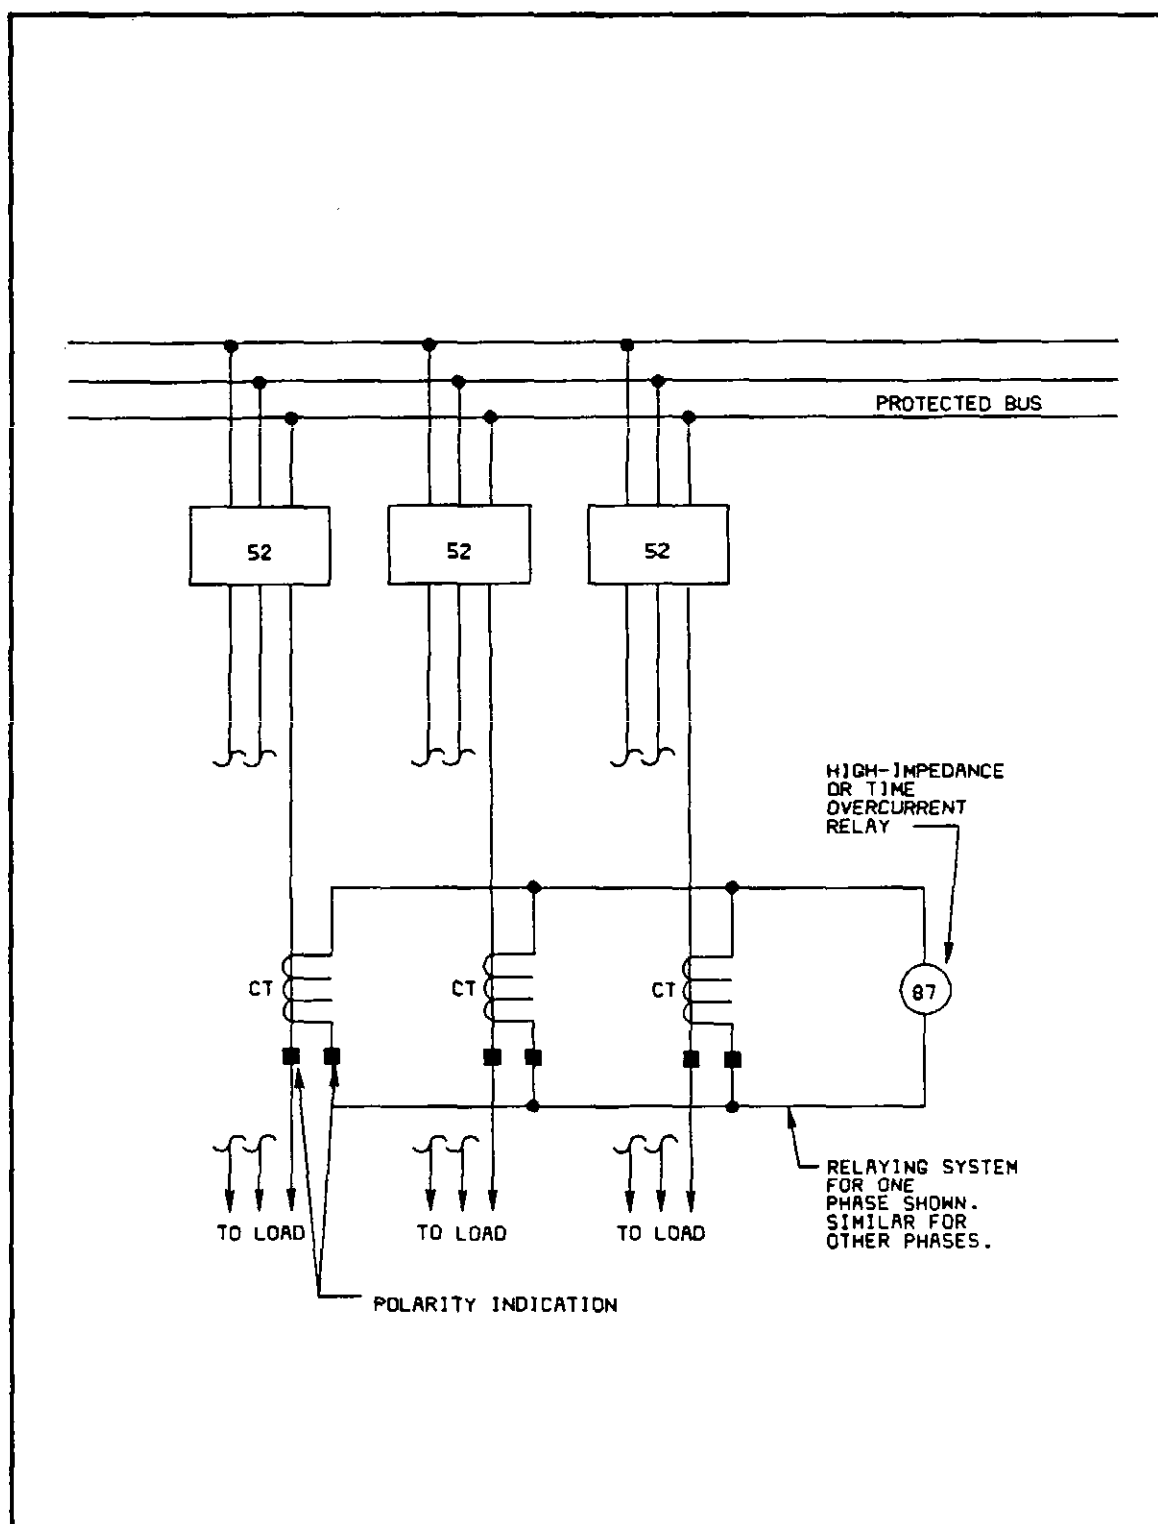 PROTECTED BUS
52
52
52
HIGH-IMPEDANCE
OR TIME
OVERCURRENT
RELAY
CT
CT
CT
87
RELAYING SYSTEM
FOR ONE
PHASE SHOWN.
SIMILAR FOR
OTHER PHASES.
TO LOAD
TO LOAD
TO LOAD
POLARITY INDICATION